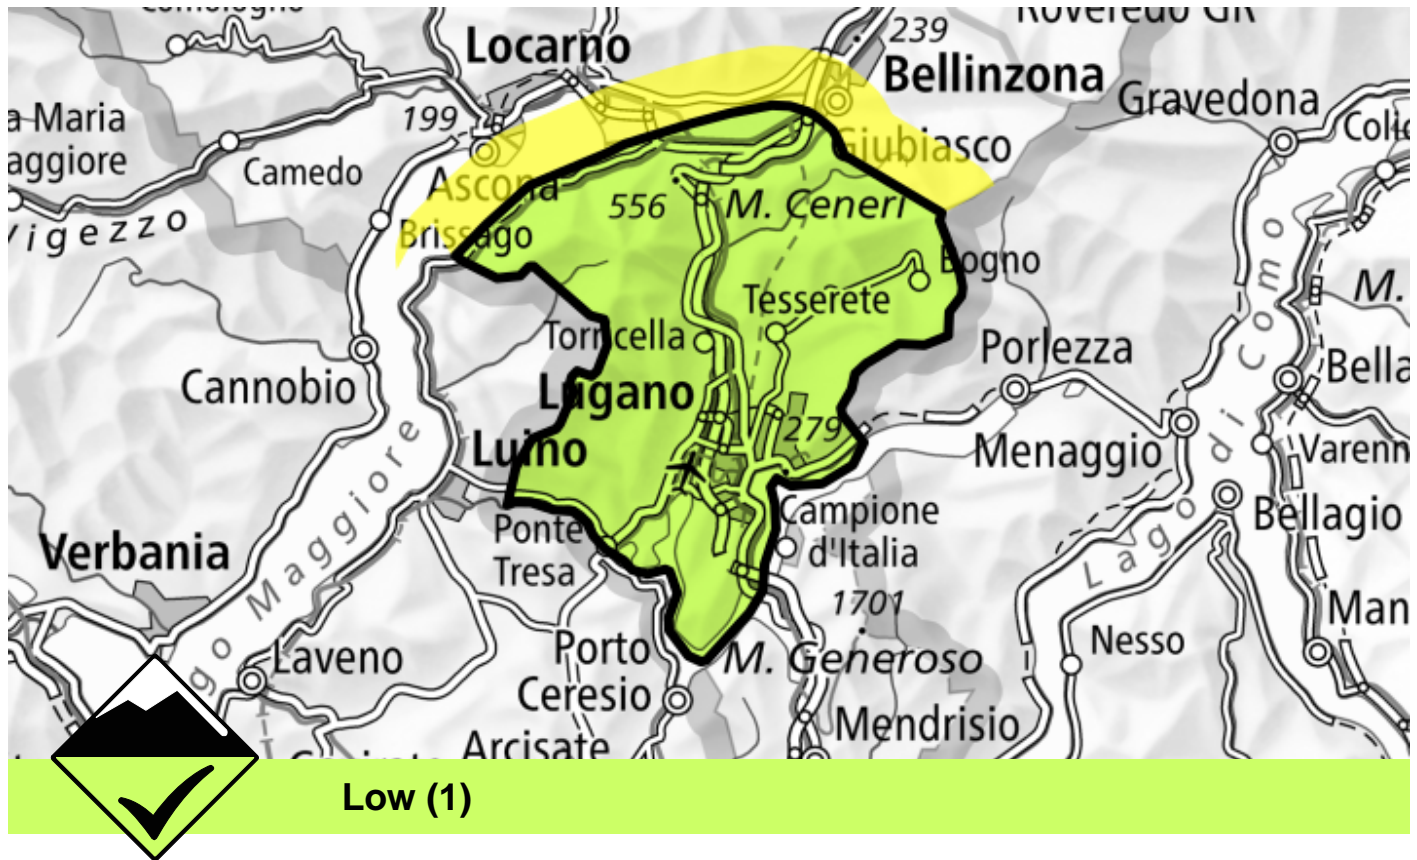 Locarno
239
Bellinzona
Gravedona
199
a Maria
aggiore
Camedo
Giubiasco
Ascona
Vigezzo
556
M. Ceneri
Brissago
Bogno
Tesserete
M.
Torricella
Porlezza
Cannobio
Lugano
Bella
279
Luino
Menaggio
Varenn
Lago di Como
Campione
d'Italia
Bellagio
Ponte
Tresa
Verbania
go Maggiore
1701
Man
Nesso
Porto
Ceresio
Laveno
M. Generoso
Mendrisio
Arcisate
Low (1)